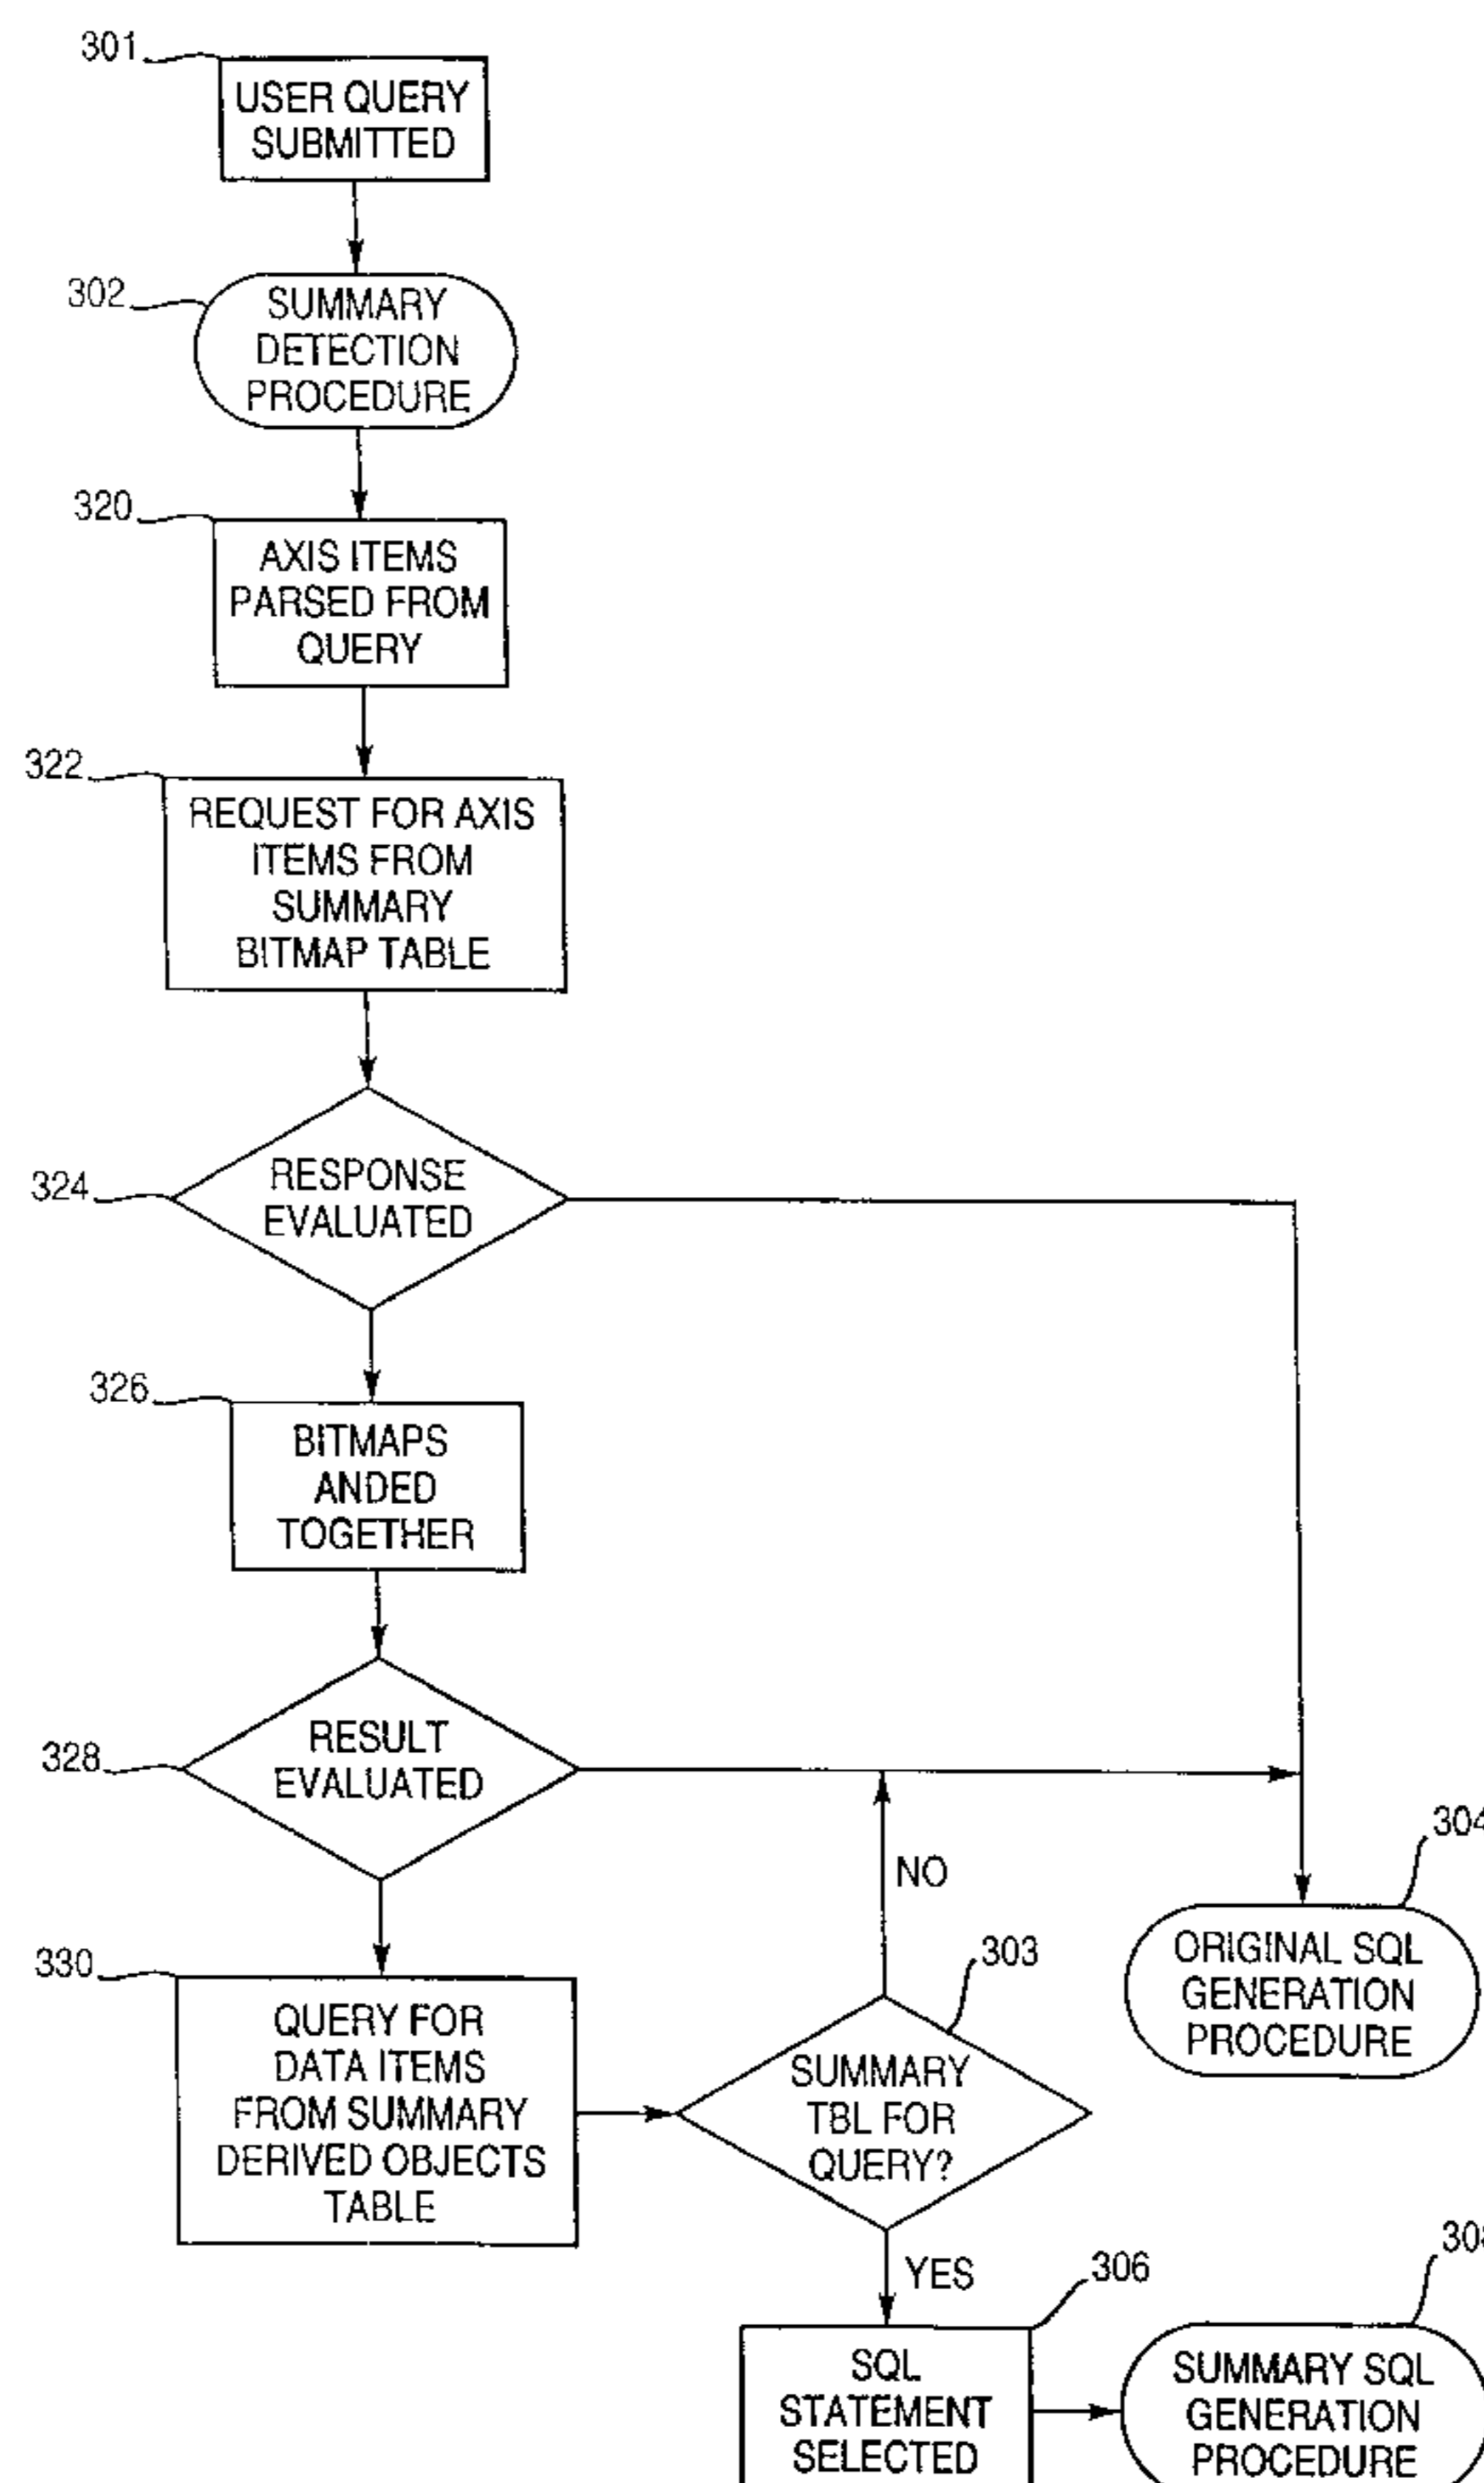 301
USER QUERY
SUBMITTED
302
SUMMARY
DETECTION
PROCEDURE
320
AXIS ITEMS
PARSED FROM
QUERY
322
REQUEST FOR AXIS
ITEMS FROM
SUMMARY
BITMAP TABLE
324
RESPONSE
EVALUATED
326
BITMAPS
ANDED
TOGETHER
328
RESULT
EVALUATED
304
NO
ORIGINAL SQL
GENERATION
PROCEDURE
330
QUERY FOR
DATA ITEMS
FROM SUMMARY
DERIVED OBJECTS
TABLE
303
SUMMARY
TBL FOR
QUERY?
YES
306
308
SQL
STATEMENT
SELECTED
SUMMARY SQL
GENERATION
PROCEDURE